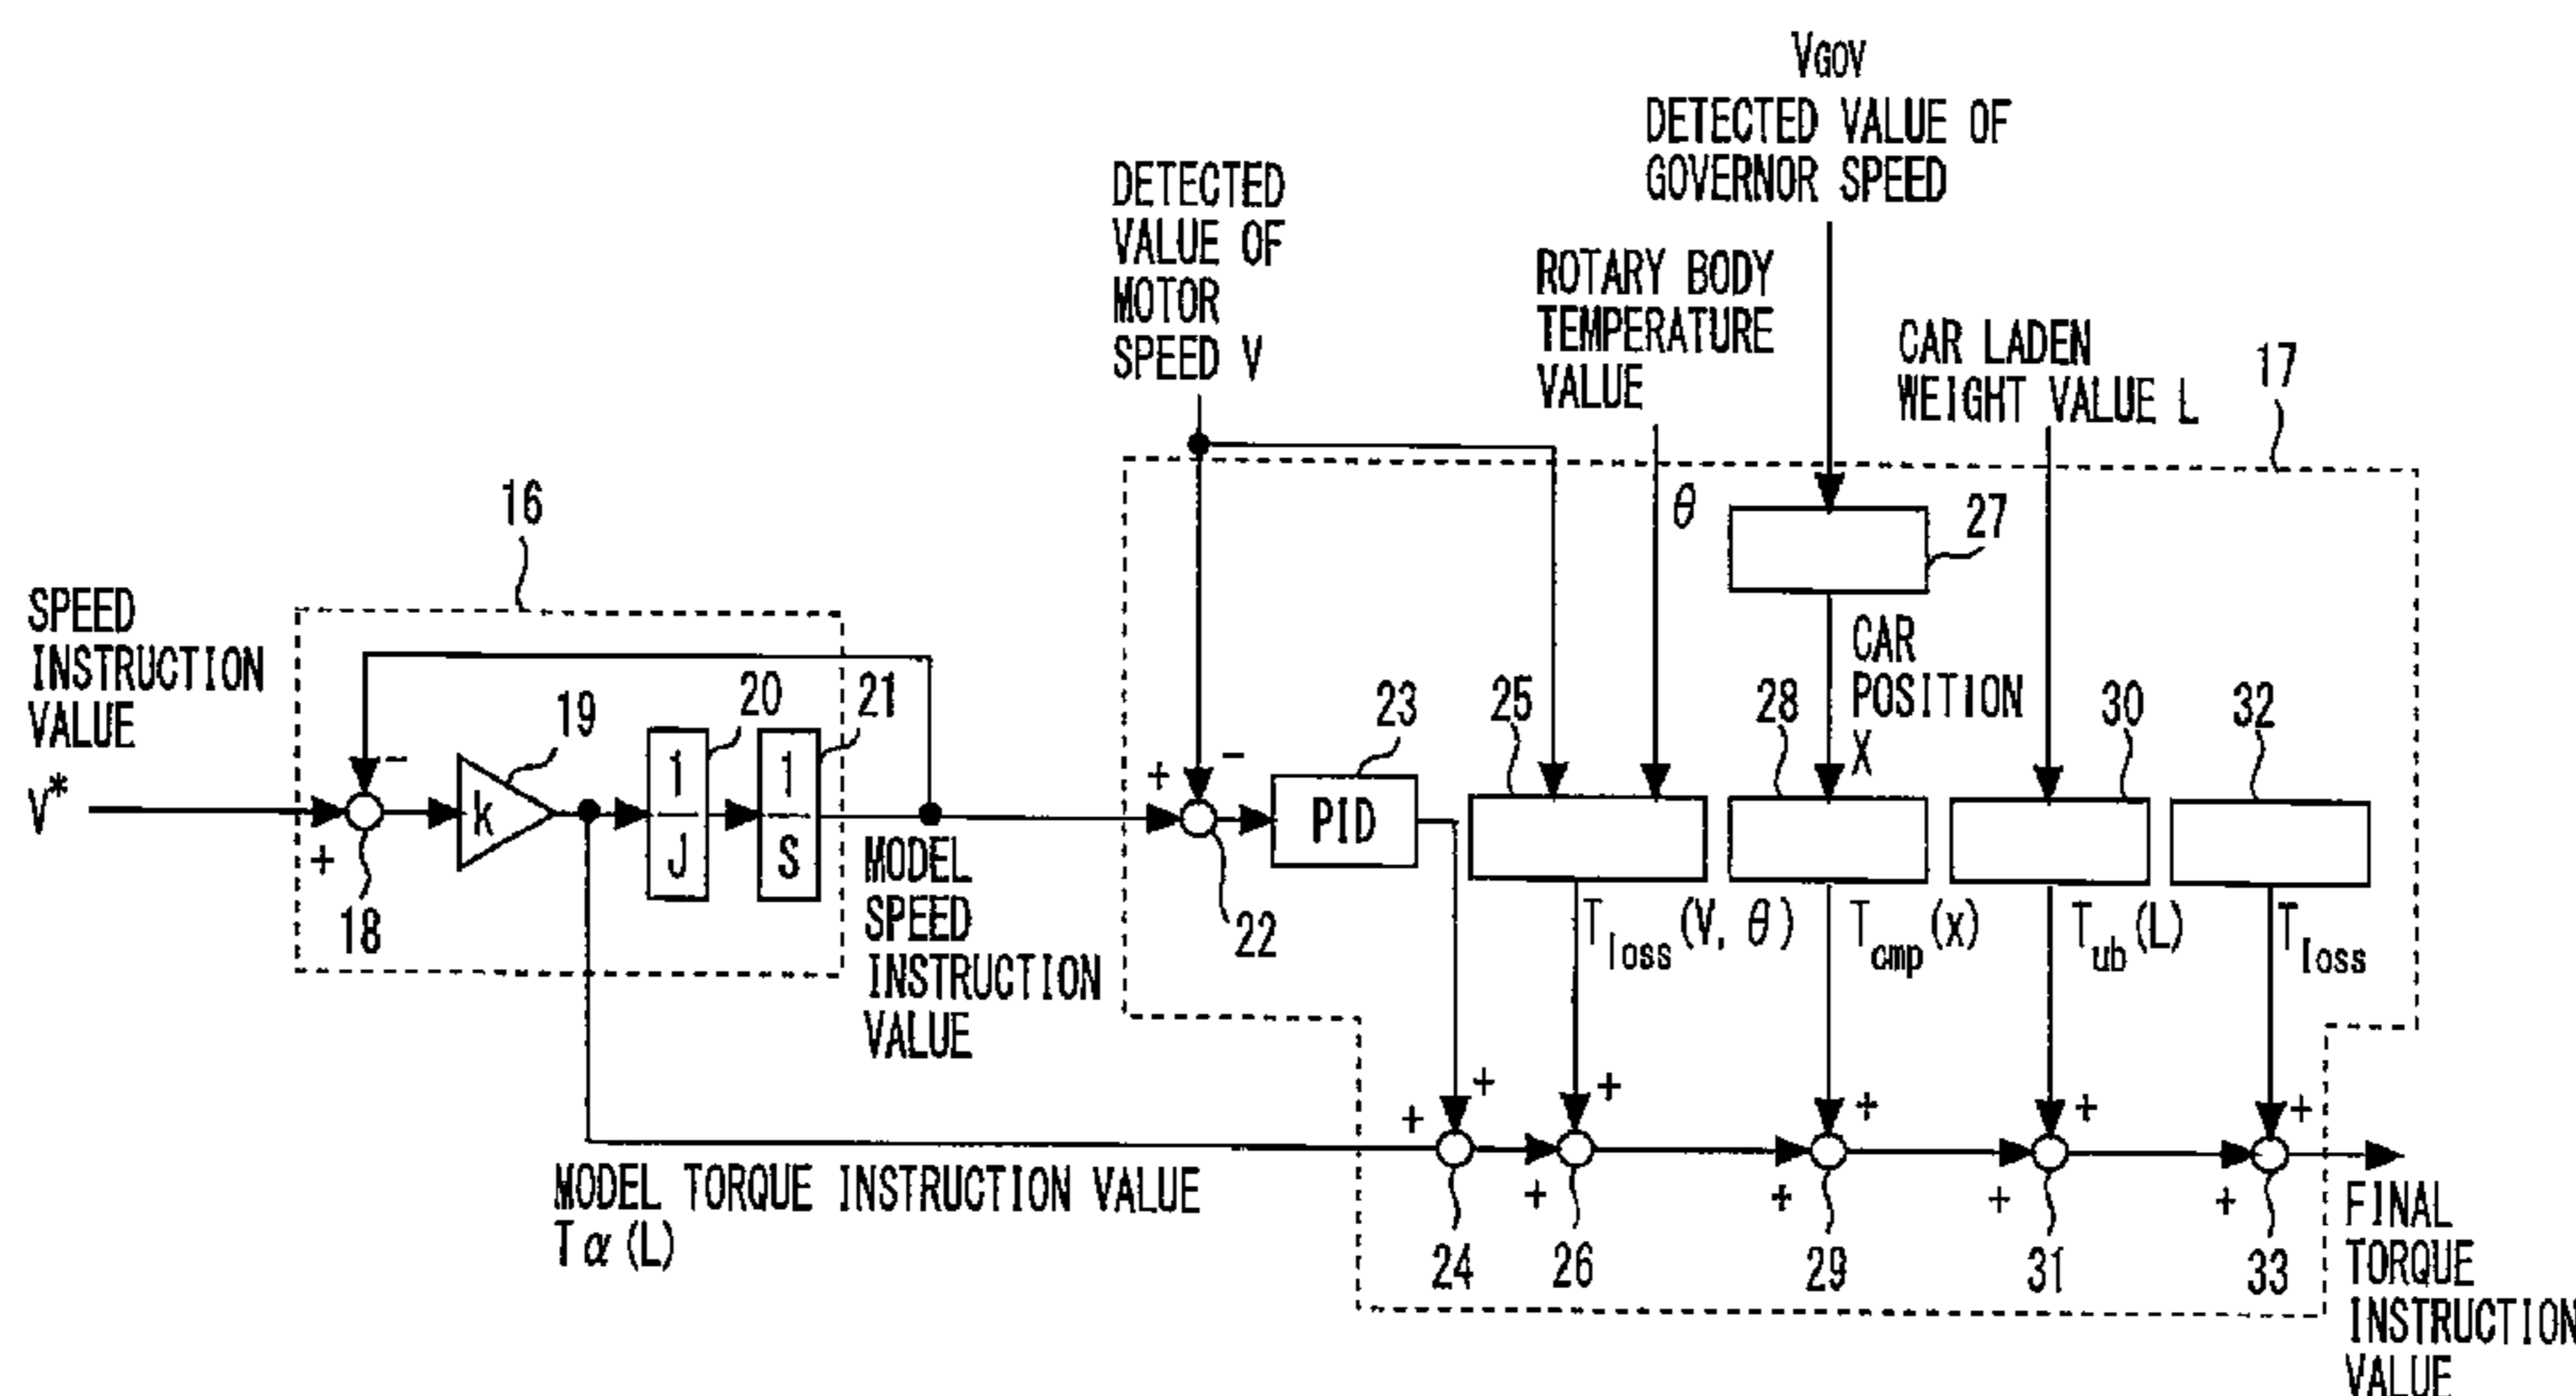 VGOV
DETECTED VALUE OF
GOVERNOR SPEED
DETECTED
VALUE OF
MOTOR
SPEED V
ROTARY BODY
TEMPERATURE
VALUE
CAR LADEN
WEIGHT VALUE L
17
θ
27
16
SPEED
INSTRUCTION
VALUE
V*
+
-
18
k
19
1
J
20
1
S
21
MODEL
SPEED
INSTRUCTION
VALUE
+
-
22
PID
23
25
28
CAR
POSITION
X
30
32
Tloss (V, θ)
Tcmp (x)
Tub (L)
Tloss
MODEL TORQUE INSTRUCTION VALUE
Tα (L)
+
+
+
+
+
+
+
+
+
+
24
26
29
31
33
FINAL
TORQUE
INSTRUCTION
VALUE